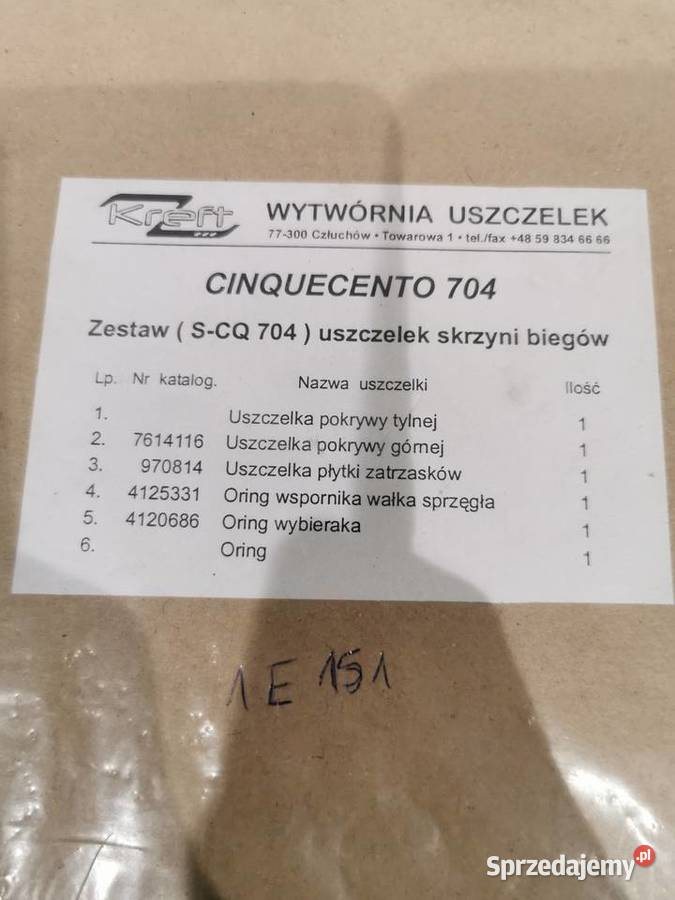 Kreft
WYTWÓRNIA USZCZELEK
77-300 Człuchów • Towarowa 1 • tel./fax +48 59 834 66 66
CINQUECENTO 704
Zestaw ( S-CQ 704 ) uszczelek skrzyni biegów
Lp. Nr katalog. Nazwa uszczelki Ilość
1. Uszczelka pokrywy tylnej 1
2. 7614116 Uszczelka pokrywy górnej 1
3. 970814 Uszczelka płytki zatrzasków 1
4. 4125331 Oring wspornika wałka sprzęgła 1
5. 4120686 Oring wybieraka 1
6. Oring 1
1 E 151
Sprzedajemy.pl